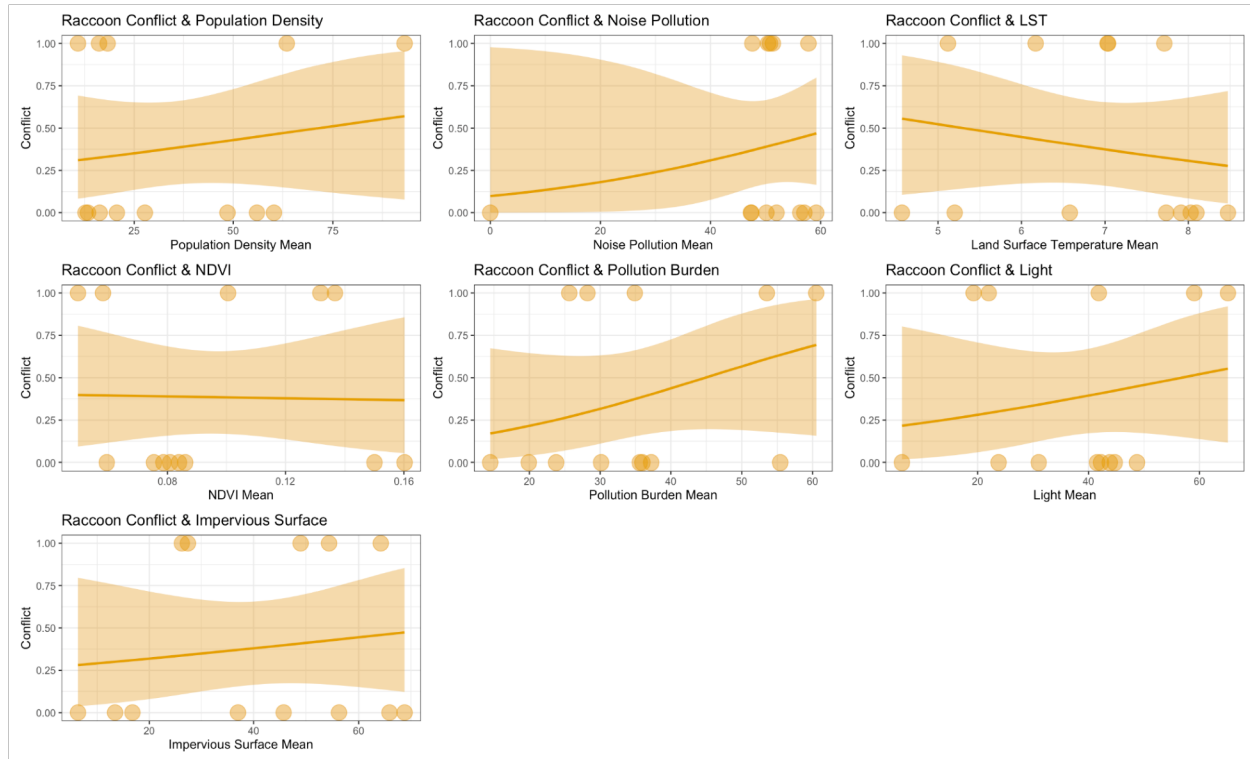 Raccoon Conflict & Population Density
1.00
0.75
0.50
0.25
0.00
Conflict
25
50
75
Population Density Mean
Raccoon Conflict & Noise Pollution
1.00
0.75
0.50
0.25
0.00
Conflict
0
20
40
60
Noise Pollution Mean
Raccoon Conflict & LST
1.00
0.75
0.50
0.25
0.00
Conflict
5
6
7
8
Land Surface Temperature Mean
Raccoon Conflict & NDVI
1.00
0.75
0.50
0.25
0.00
Conflict
0.08
0.12
0.16
NDVI Mean
Raccoon Conflict & Pollution Burden
1.00
0.75
0.50
0.25
0.00
Conflict
20
30
40
50
60
Pollution Burden Mean
Raccoon Conflict & Light
1.00
0.75
0.50
0.25
0.00
Conflict
20
40
60
Light Mean
Raccoon Conflict & Impervious Surface
1.00
0.75
0.50
0.25
0.00
Conflict
20
40
60
Impervious Surface Mean